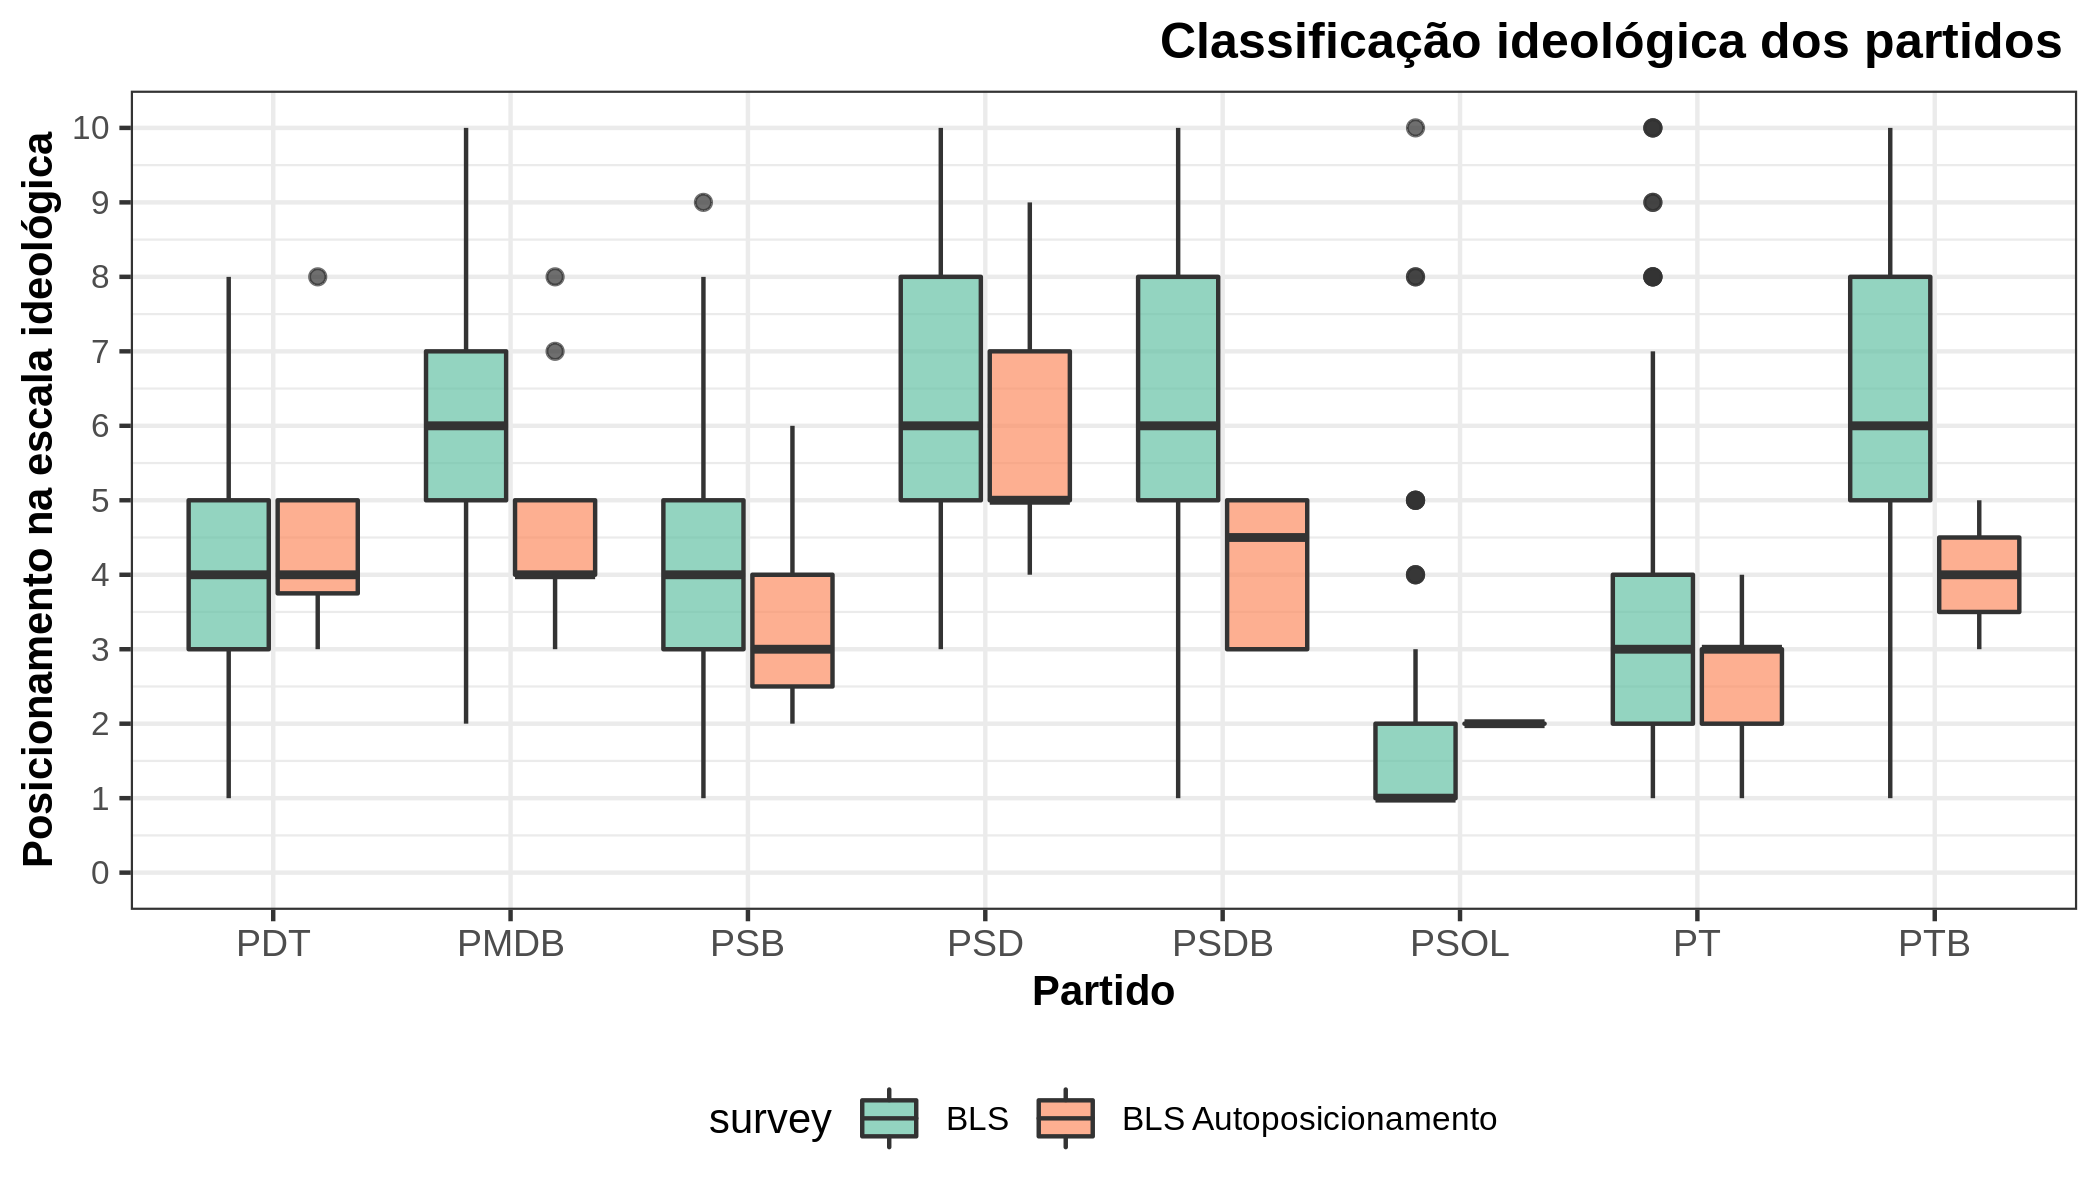 Classificação ideológica dos partidos
Posicionamento na escala ideológica
10
9
8
7
6
5
4
3
2
1
0
PDT PMDB PSB PSD PSDB PSOL PT PTB
Partido
survey BLS BLS Autoposicionamento